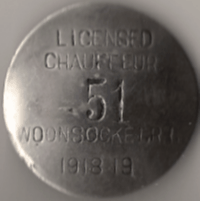 LICENSED
CHAUFFEUR
51
WOONSOCKET R.I.
1918-19